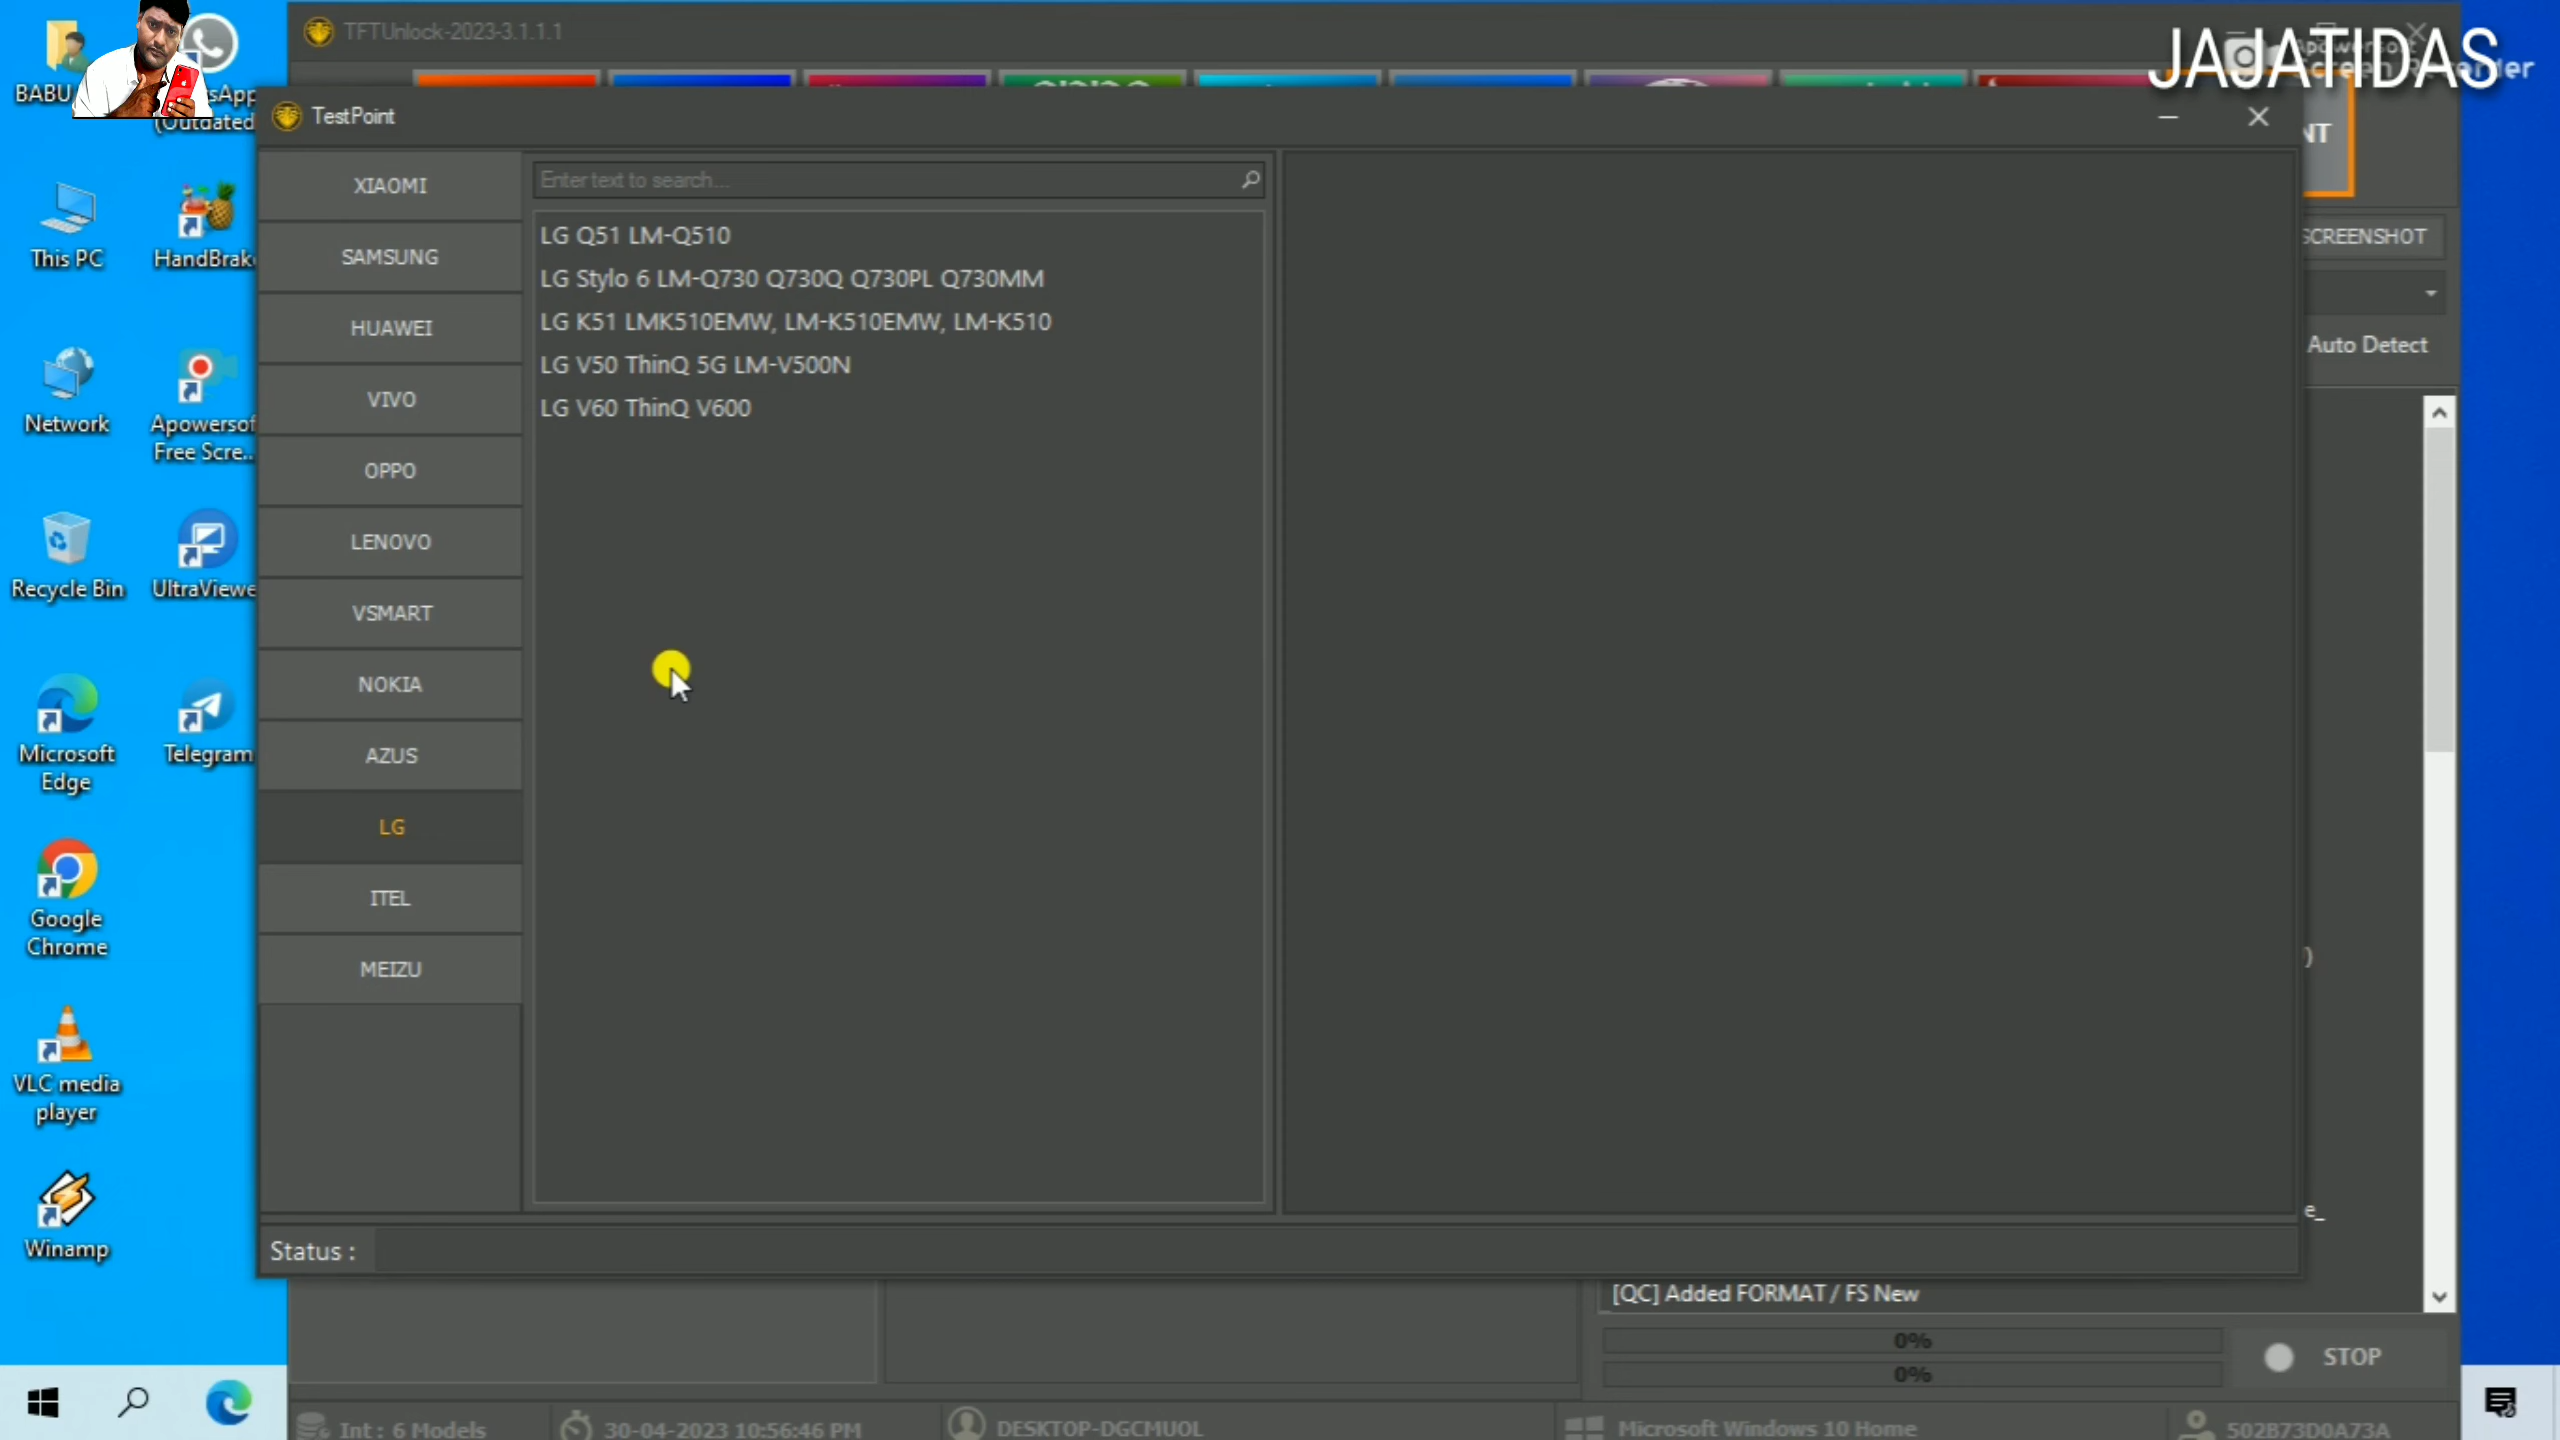 TFTUnlock-2023-3.1.1.1
JAJATIDAS
TestPoint
XIAOMI
SAMSUNG
HUAWEI
VIVO
OPPO
LENOVO
VSMART
NOKIA
AZUS
LG
ITEL
MEIZU
Enter text to search...
LG Q51 LM-Q510
LG Stylo 6 LM-Q730 Q730Q Q730PL Q730MM
LG K51 LMK510EMW, LM-K510EMW, LM-K510
LG V50 ThinQ 5G LM-V500N
LG V60 ThinQ V600
Status :
NT
SCREENSHOT
Auto Detect
)
e_
[QC] Added FORMAT / FS New
0%
0%
STOP
Int : 6 Models
30-04-2023 10:56:46 PM
DESKTOP-DGCMUOL
Microsoft Windows 10 Home
502B73D0A73A
BABU
(Outdated
This PC
HandBrak
Network
Apowersof
Free Scre...
Recycle Bin
UltraViewe
Microsoft
Edge
Telegram
Google
Chrome
VLC media
player
Winamp